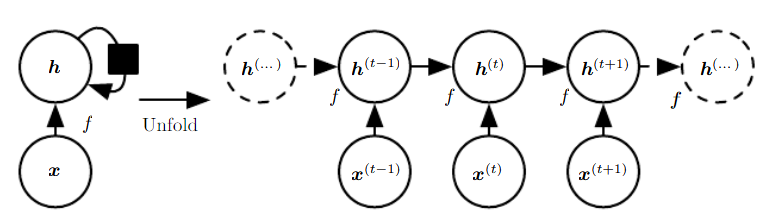 h h^(...) h^(t−1) h^(t) h^(t+1) h^(...)
f f f f f
Unfold
x x^(t−1) x^(t) x^(t+1)